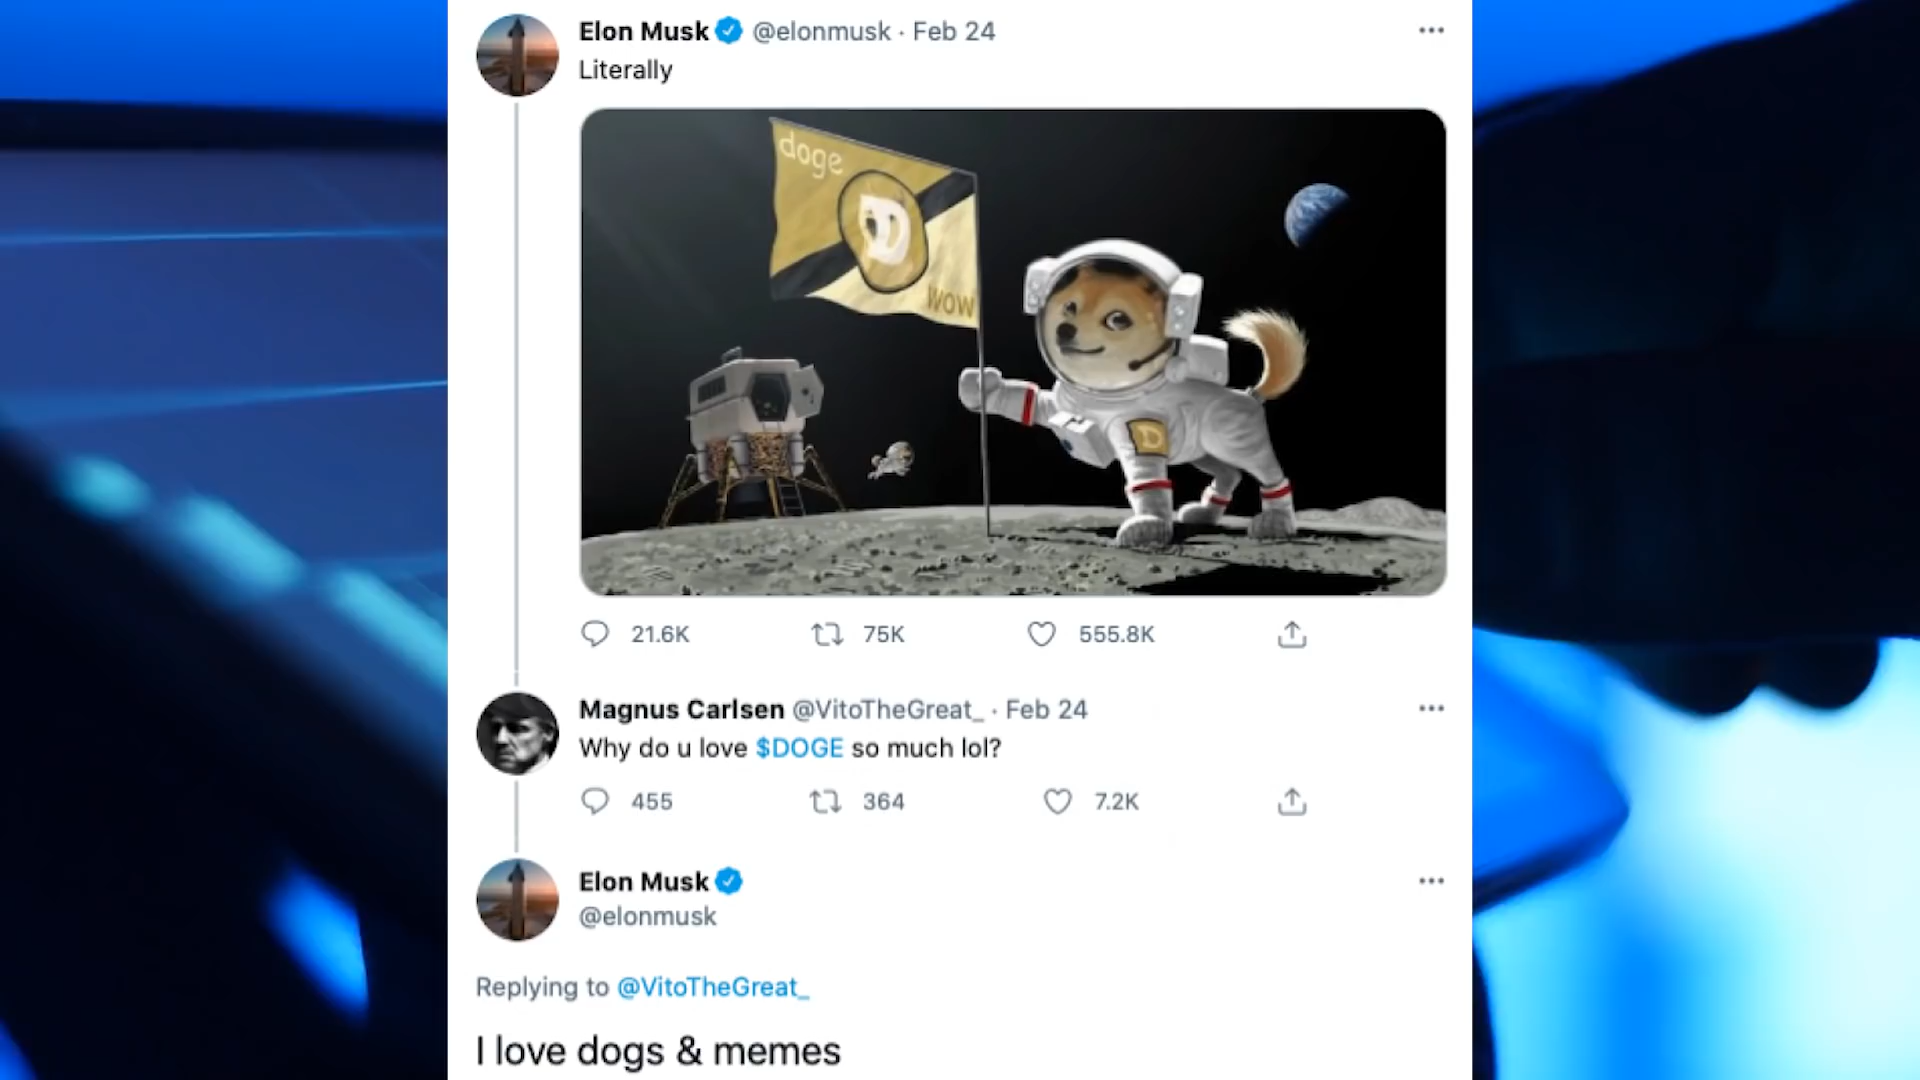 Elon Musk @elonmusk · Feb 24
Literally
doge
D
wow
D
21.6K 75K 555.8K
Magnus Carlsen @VitoTheGreat_ · Feb 24
Why do u love $DOGE so much lol?
455 364 7.2K
Elon Musk
@elonmusk
Replying to @VitoTheGreat_
I love dogs & memes